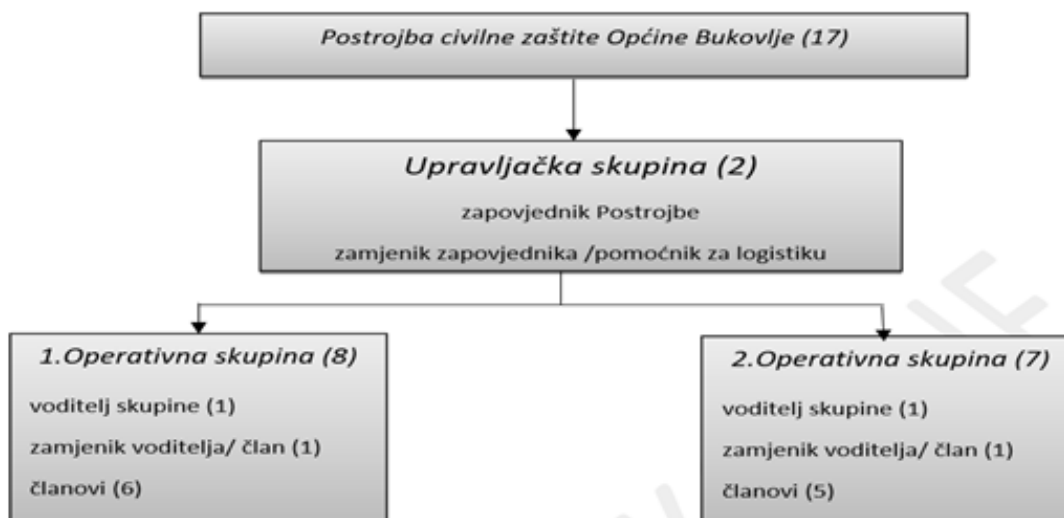 Postrojba civilne zaštite Općine Bukovlje (17)
Upravljačka skupina (2)
zapovjednik Postrojbe
zamjenik zapovjednika /pomoćnik za logistiku
1.Operativna skupina (8)
voditelj skupine (1)
zamjenik voditelja/ član (1)
članovi (6)
2.Operativna skupina (7)
voditelj skupine (1)
zamjenik voditelja/ član (1)
članovi (5)